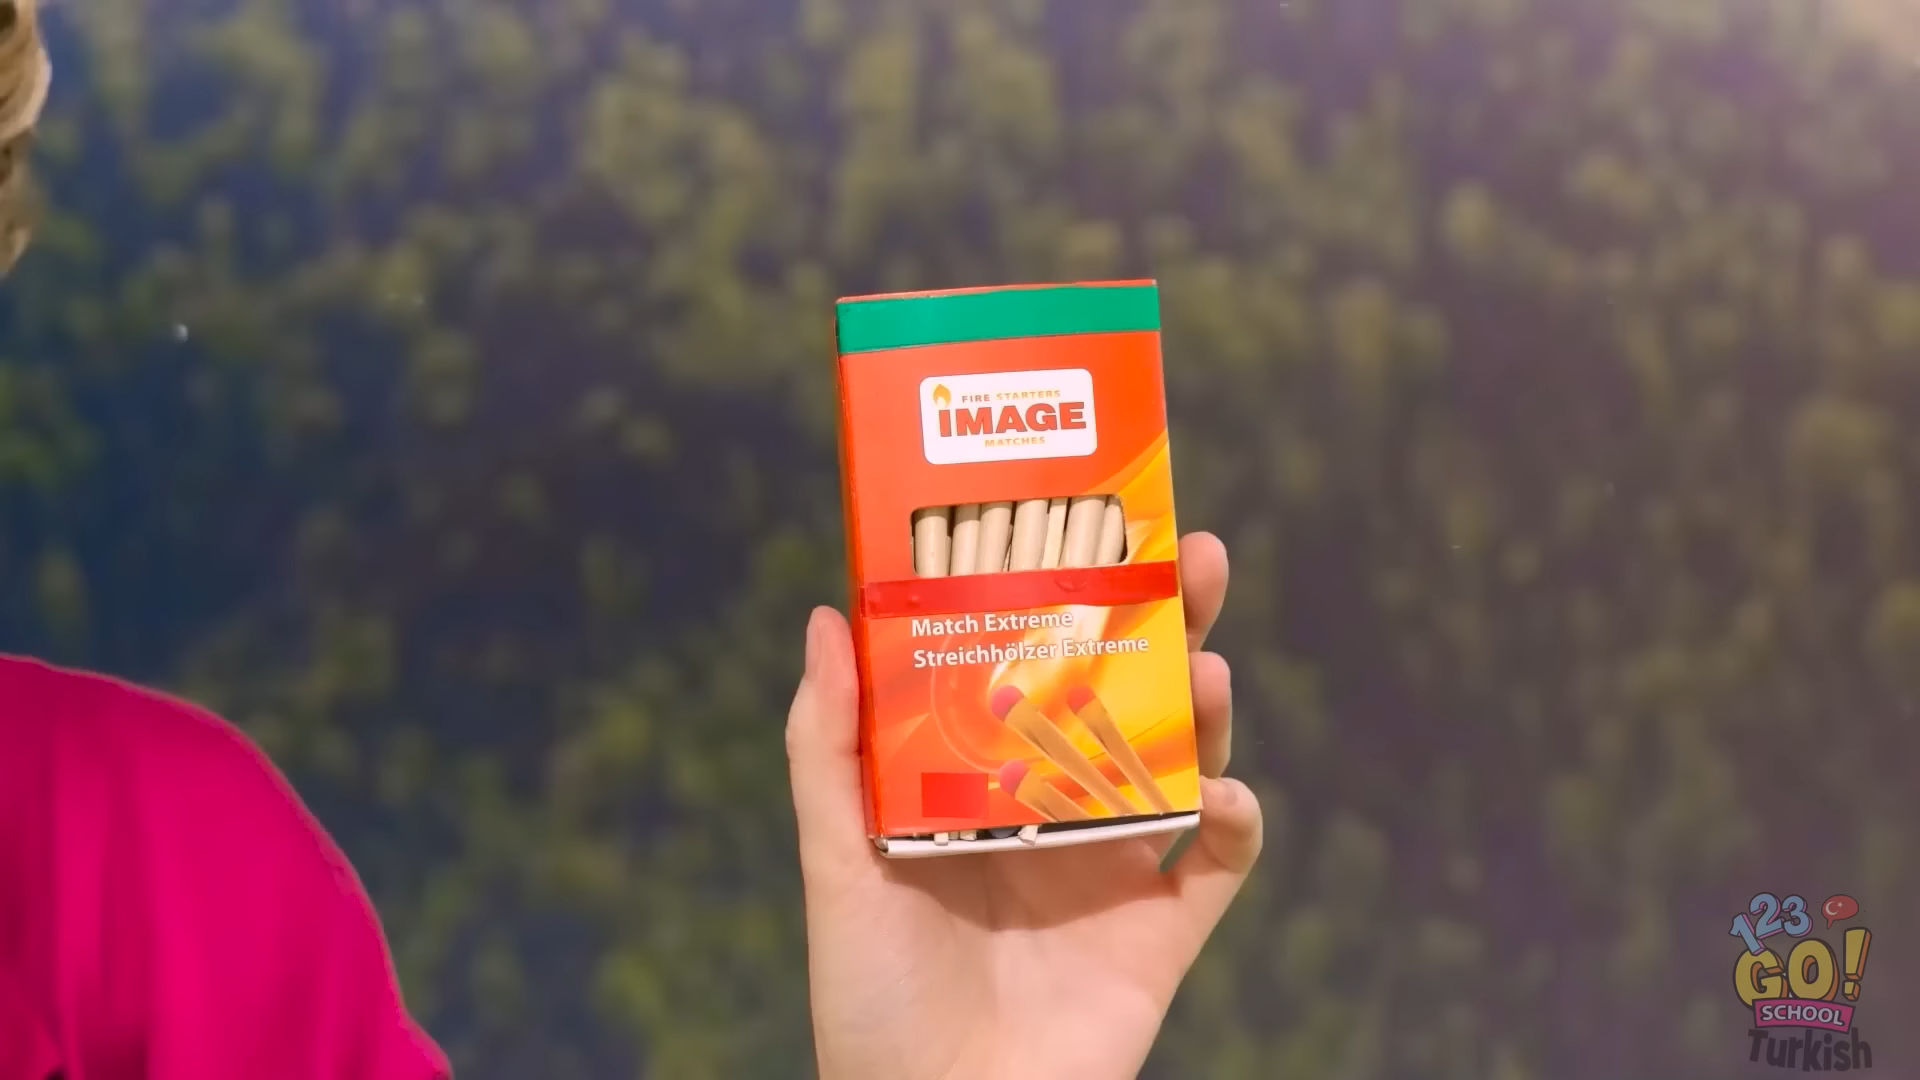 FIRE STARTERS
IMAGE
MATCHES
Match Extreme
Streichhölzer Extreme
123
GO!
SCHOOL
Turkish